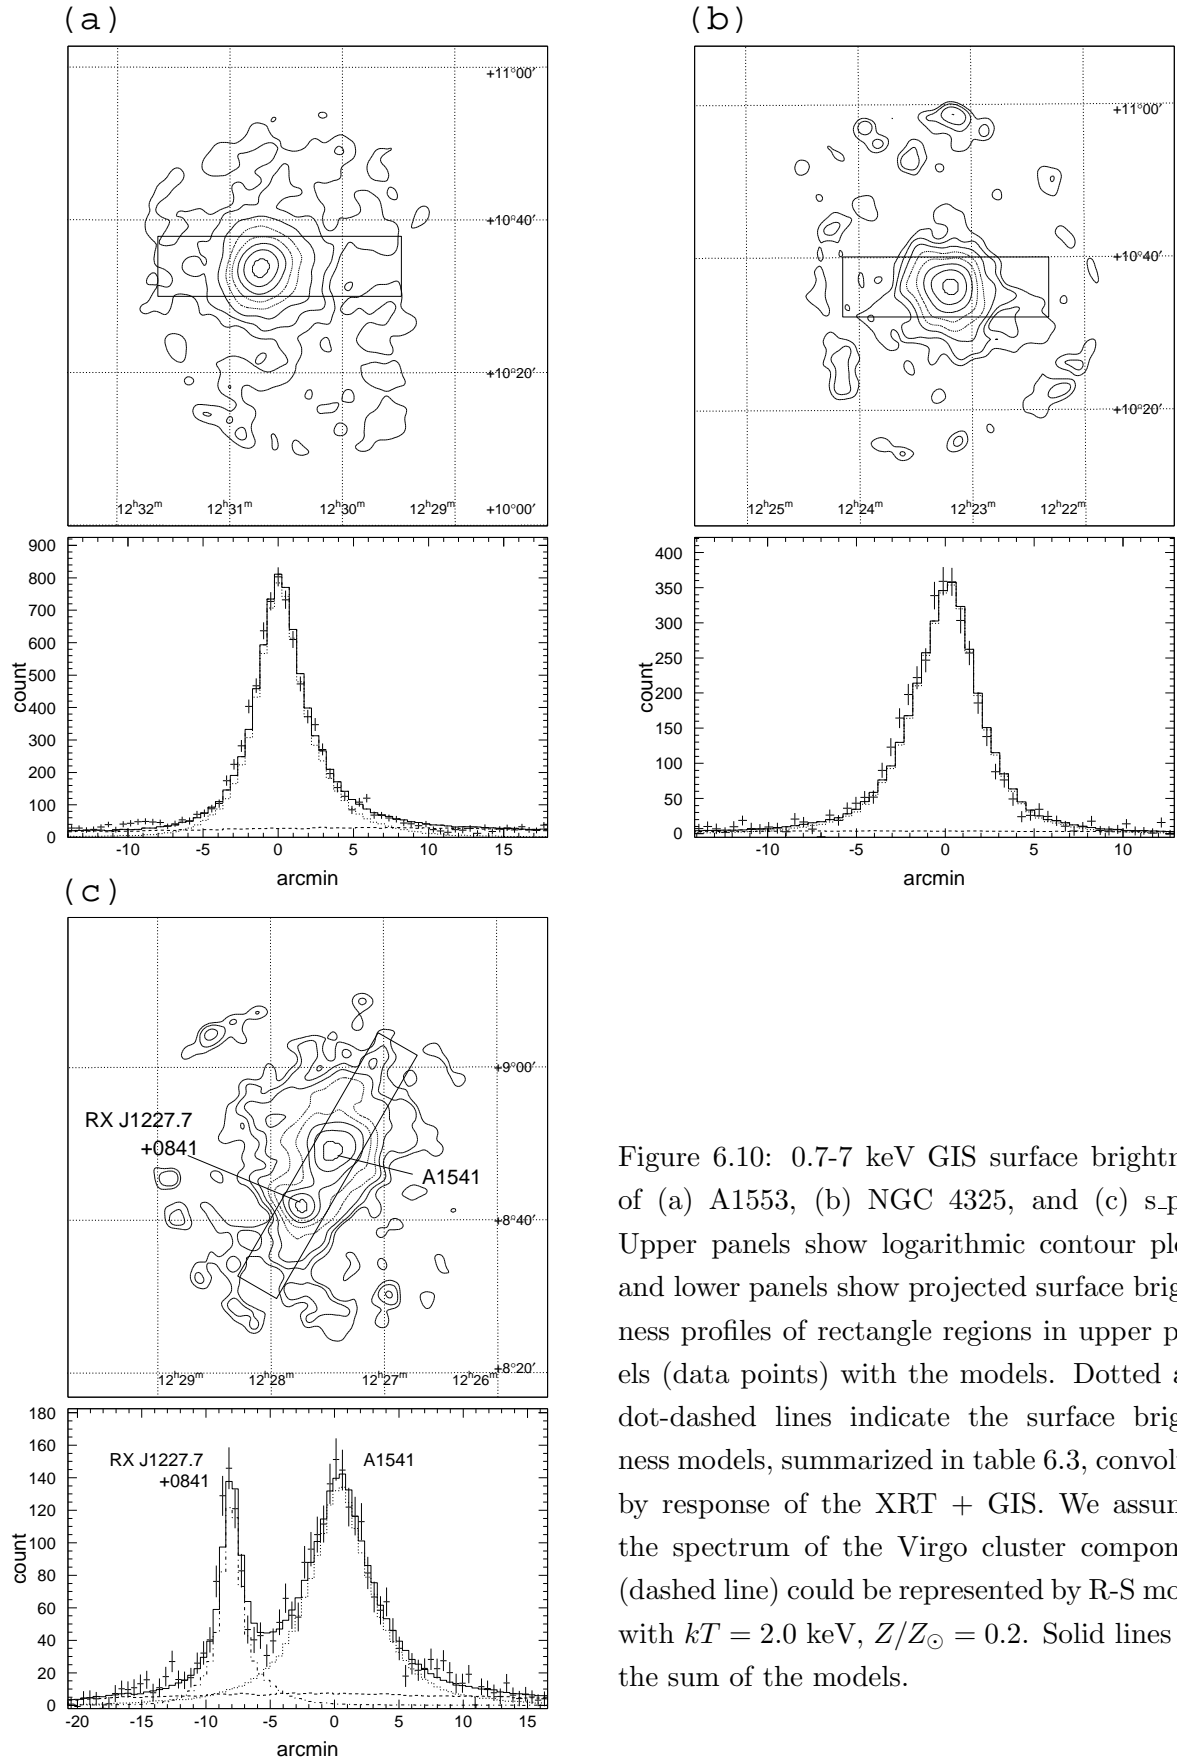 (a)
(b)
+11°00′
+10°40′
+10°20′
+10°00′
12ʰ32ᵐ 12ʰ31ᵐ 12ʰ30ᵐ 12ʰ29ᵐ
+11°00′
+10°40′
+10°20′
12ʰ25ᵐ 12ʰ24ᵐ 12ʰ23ᵐ 12ʰ22ᵐ
900
800
700
600
500
400
300
200
100
0
count
-10 -5 0 5 10 15
arcmin
400
350
300
250
200
150
100
50
0
count
-10 -5 0 5 10
arcmin
(c)
+9°00′
RX J1227.7
+0841
A1541
+8°40′
+8°20′
12ʰ29ᵐ 12ʰ28ᵐ 12ʰ27ᵐ 12ʰ26ᵐ
180
160
140
120
100
80
60
40
20
0
count
RX J1227.7
+0841
A1541
-20 -15 -10 -5 0 5 10 15
arcmin
Figure 6.10: 0.7-7 keV GIS surface brightn
of (a) A1553, (b) NGC 4325, and (c) s_p
Upper panels show logarithmic contour plo
and lower panels show projected surface brig
ness profiles of rectangle regions in upper p
els (data points) with the models. Dotted a
dot-dashed lines indicate the surface brig
ness models, summarized in table 6.3, convol
by response of the XRT + GIS. We assum
the spectrum of the Virgo cluster compon
(dashed line) could be represented by R-S mo
with kT = 2.0 keV, Z/Z⊙ = 0.2. Solid lines
the sum of the models.